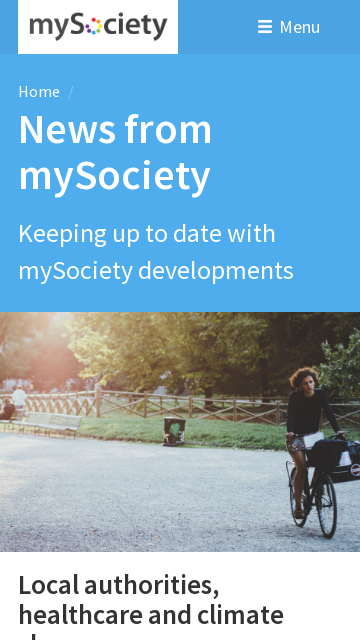 mySociety
Menu
Home /
News from
mySociety
Keeping up to date with
mySociety developments
Local authorities,
healthcare and climate